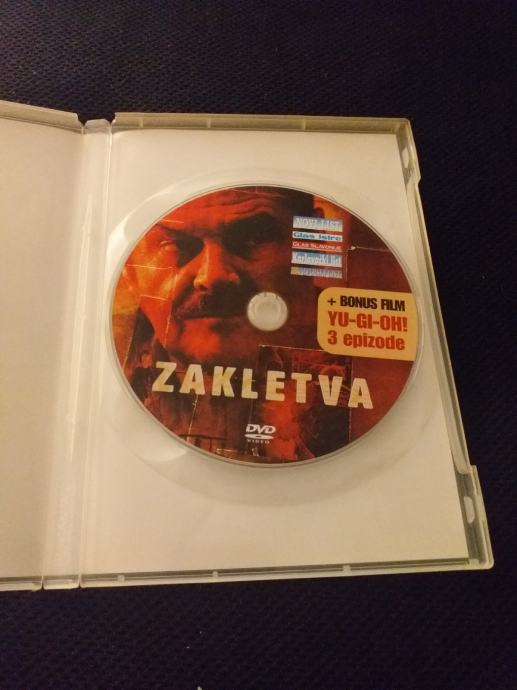 NOVI LIST
Glas Istre
GLAS SLAVONIJE
Karlovački list
+ BONUS FILM
YU-GI-OH!
3 epizode
ZAKLETVA
DVD
VIDEO